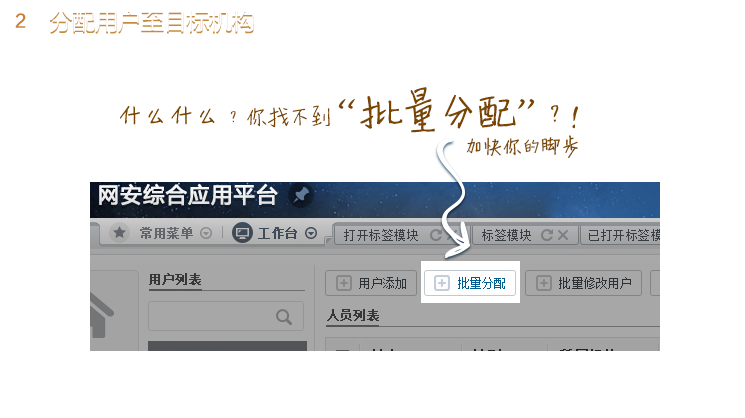 2 分配用户至目标机构
什么什么？你找不到“批量分配”？！
加快你的脚步
网安综合应用平台
常用菜单 工作台 打开标签模块 标签模块 已打开标签模
用户列表
用户添加 批量分配 批量修改用户
人员列表